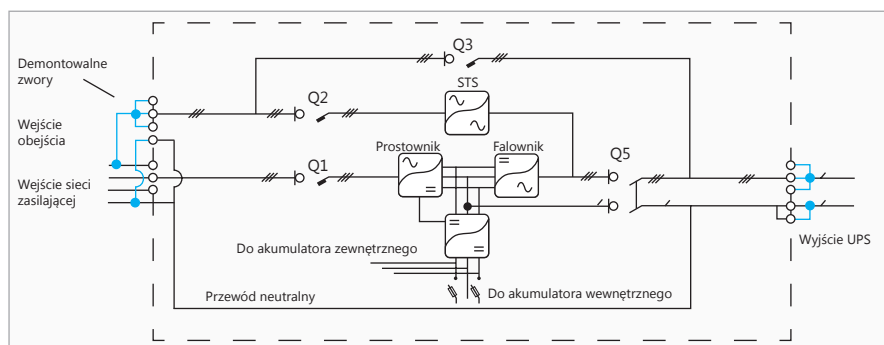 Demontowalne
zwory
Q3
STS
Q2
Wejście
obejścia
Prostownik
Falownik
Q1
Q5
Wejście sieci
zasilającej
Do akumulatora zewnętrznego
Wyjście UPS
Przewód neutralny
Do akumulatora wewnętrznego